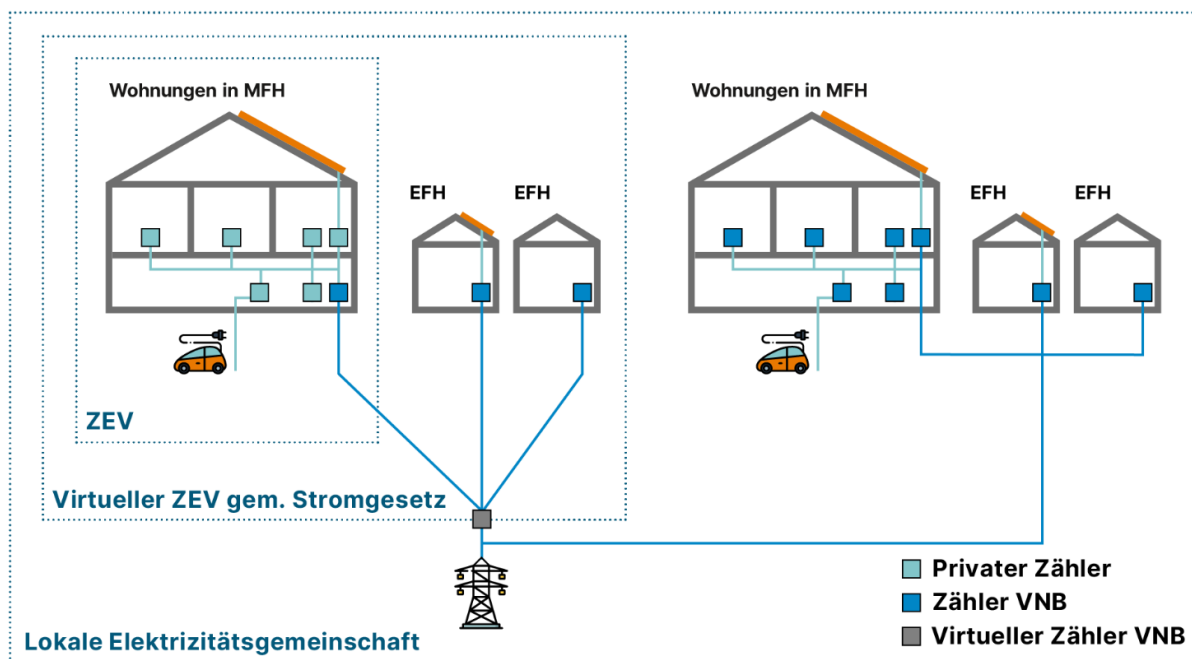 Wohnungen in MFH
Wohnungen in MFH
EFH
EFH
EFH
EFH
ZEV
Virtueller ZEV gem. Stromgesetz
Privater Zähler
Zähler VNB
Virtueller Zähler VNB
Lokale Elektrizitätsgemeinschaft